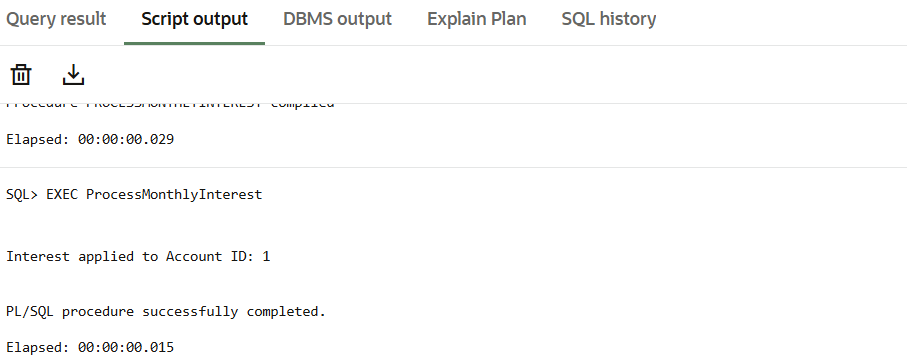 Query result Script output DBMS output Explain Plan SQL history
Procedure PROCESSMONTHLYINTEREST compiled
Elapsed: 00:00:00.029
SQL> EXEC ProcessMonthlyInterest
Interest applied to Account ID: 1
PL/SQL procedure successfully completed.
Elapsed: 00:00:00.015